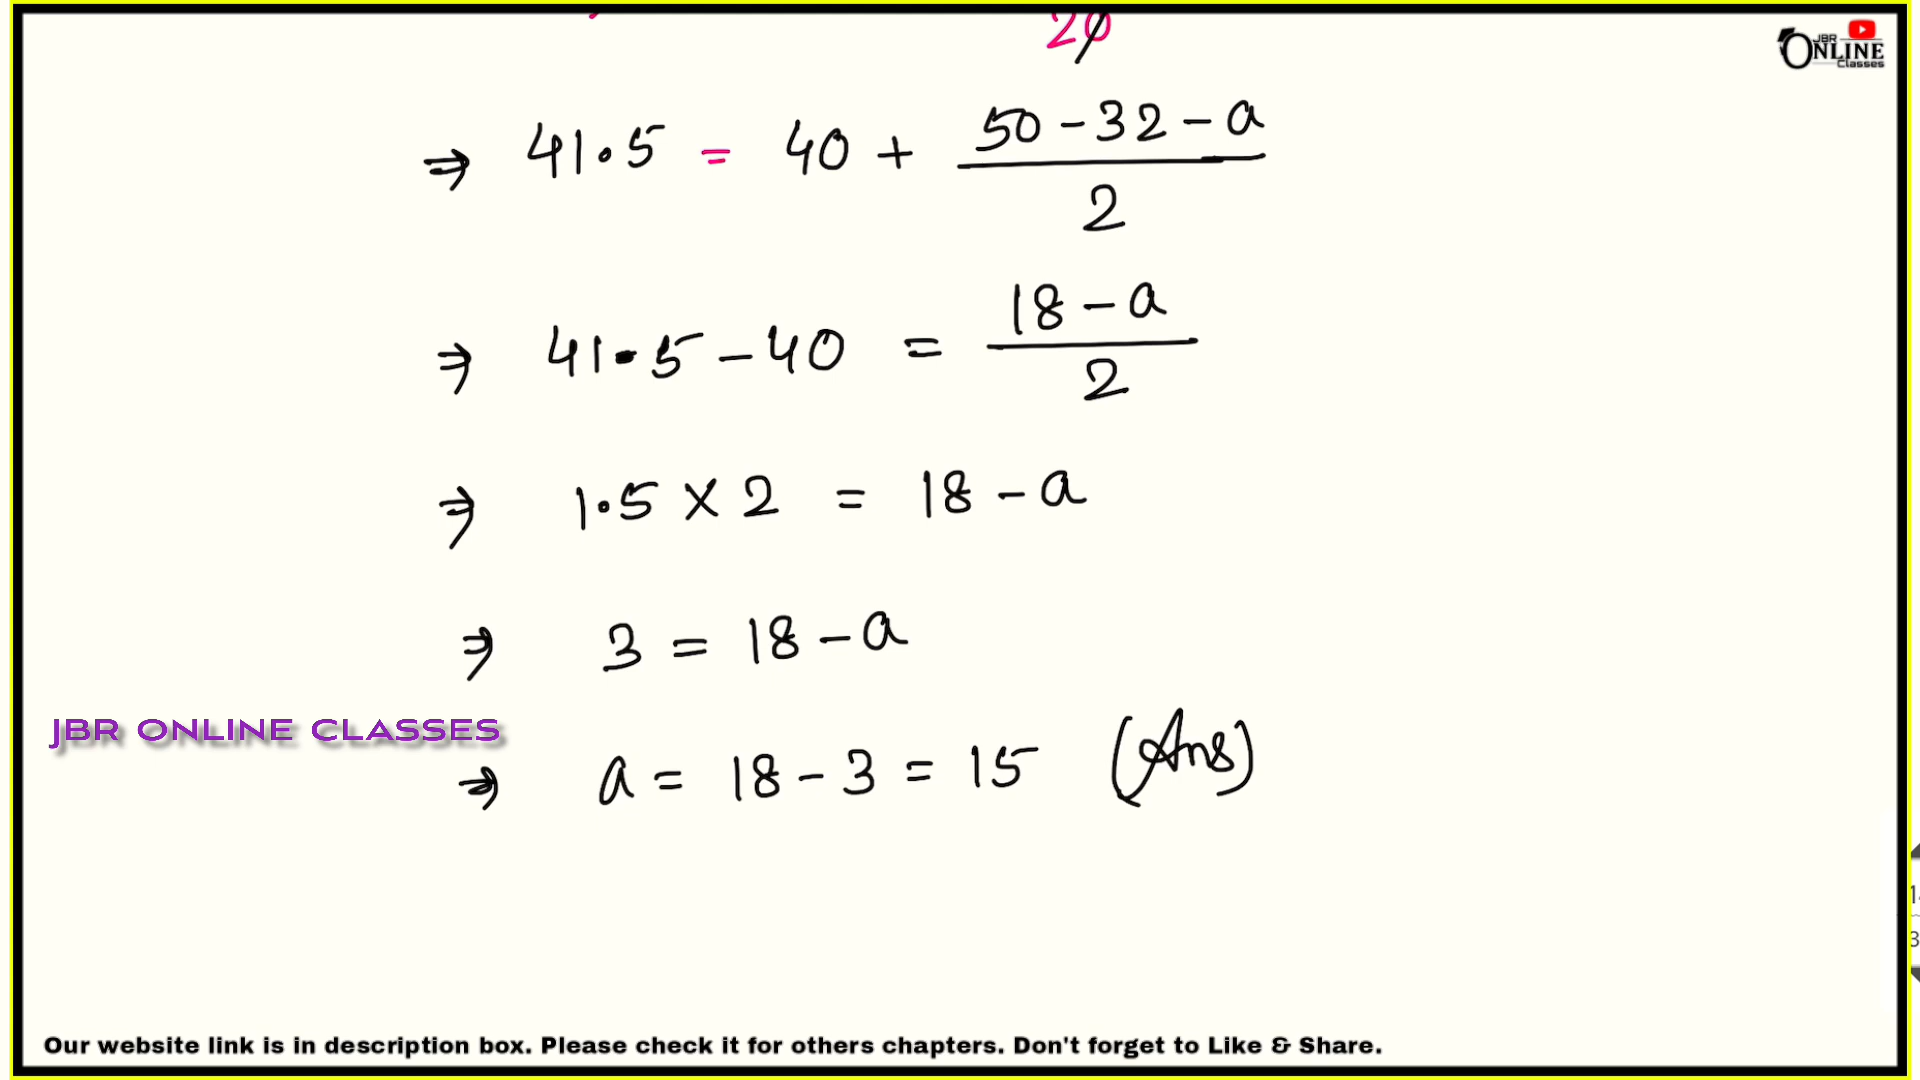 20
JBR
ONLINE
Classes
⇒ 41.5 = 40 + (50-32-a)/2
⇒ 41.5-40 = (18-a)/2
⇒ 1.5 × 2 = 18-a
⇒ 3 = 18-a
JBR ONLINE CLASSES
⇒ a = 18-3 = 15 (Ans)
Our website link is in description box. Please check it for others chapters. Don't forget to Like & Share.